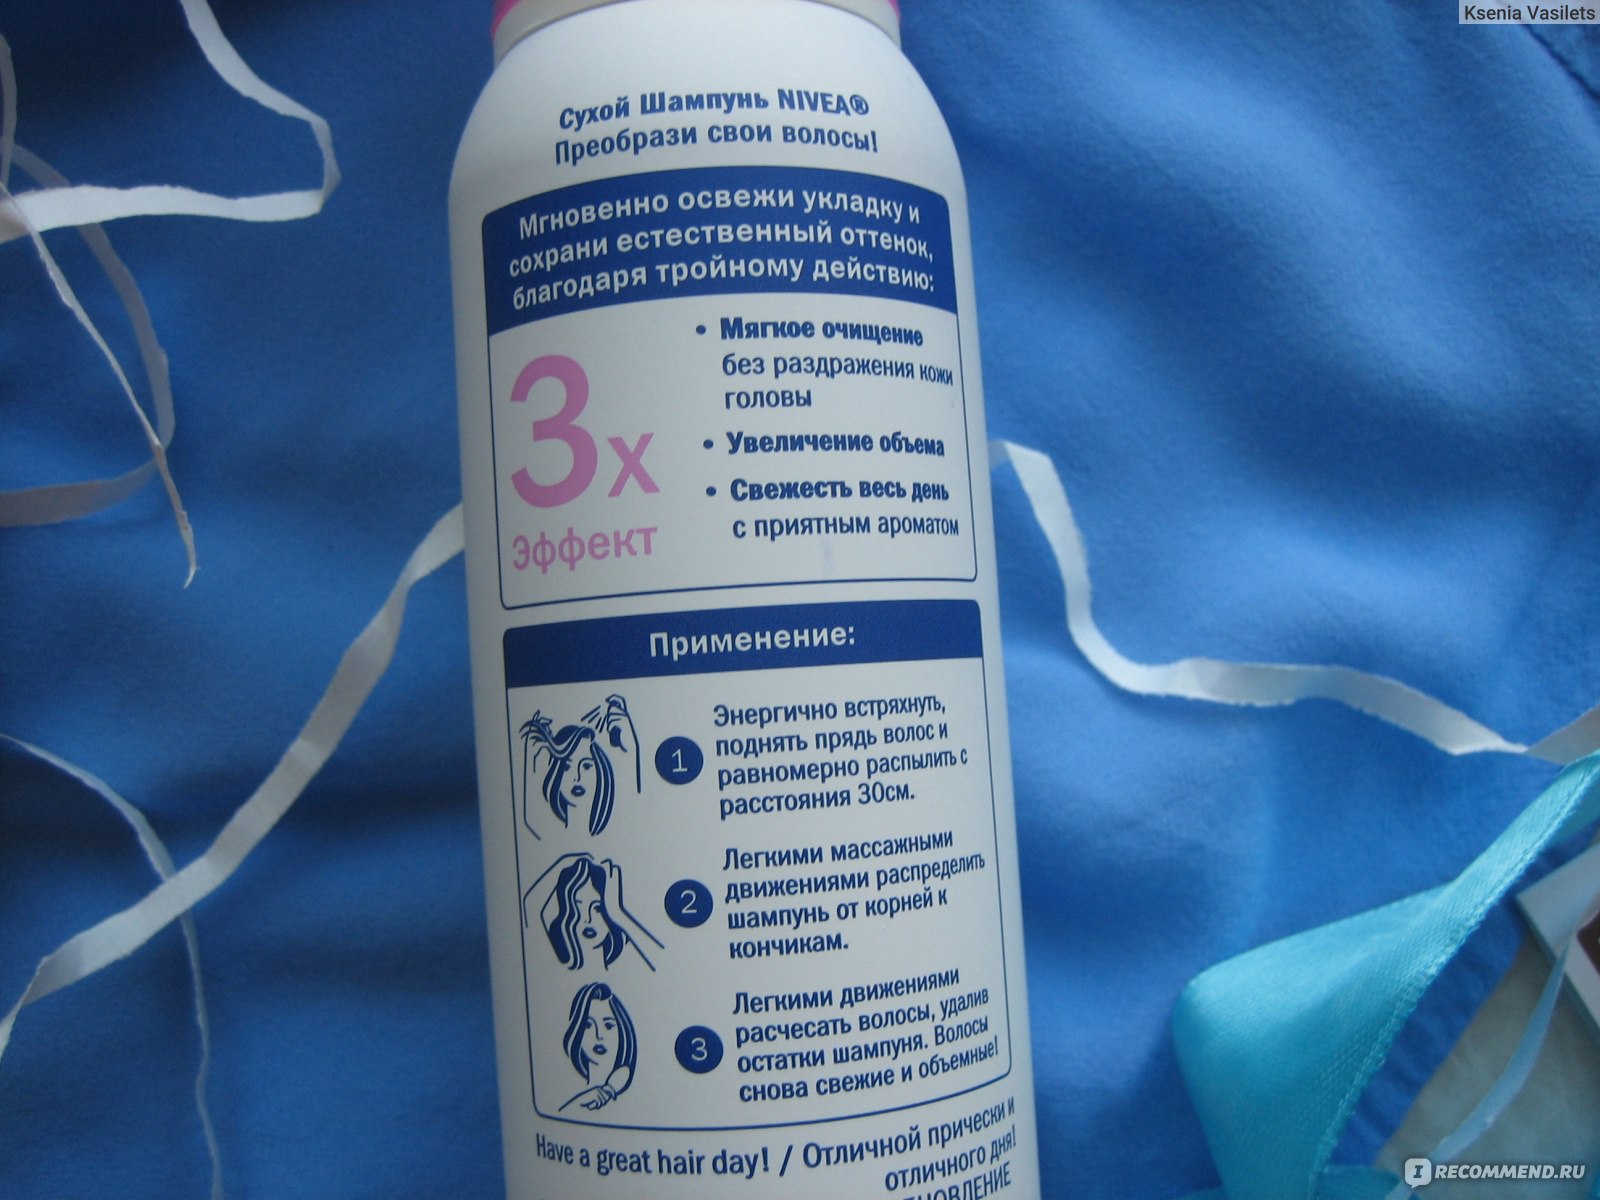 Ksenia Vasilets
Сухой Шампунь NIVEA®
Преобрази свои волосы!
Мгновенно освежи укладку и
сохрани естественный оттенок,
благодаря тройному действию:
3x
эффект
• Мягкое очищение
без раздражения кожи
головы
• Увеличение объема
• Свежесть весь день
с приятным ароматом
Применение:
1
Энергично встряхнуть,
поднять прядь волос и
равномерно распылить с
расстояния 30см.
2
Легкими массажными
движениями распределить
шампунь от корней к
кончикам.
3
Легкими движениями
расчесать волосы, удалив
остатки шампуня. Волосы
снова свежие и объемные!
Have a great hair day! / Отличной прически и
отличного дня!
IRECOMMEND.RU